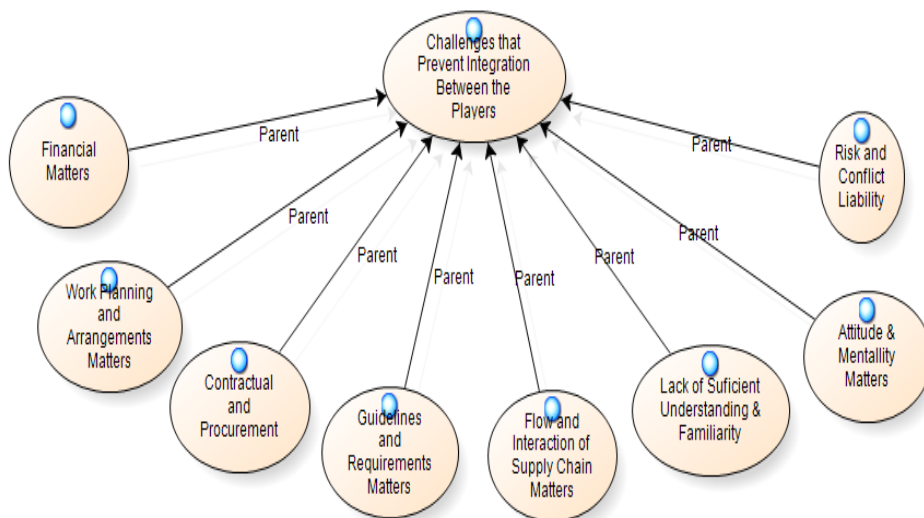 Challenges that
Prevent Integration
Between the
Players
Financial
Matters
Parent
Parent
Risk and
Conflict
Liability
Work Planning
and
Arrangements
Matters
Parent
Parent
Parent
Parent
Parent
Parent
Attitude &
Mentallity
Matters
Contractual
and
Procurement
Guidelines
and
Requirements
Matters
Flow and
Interaction of
Supply Chain
Matters
Lack of Suficient
Understanding &
Familiarity